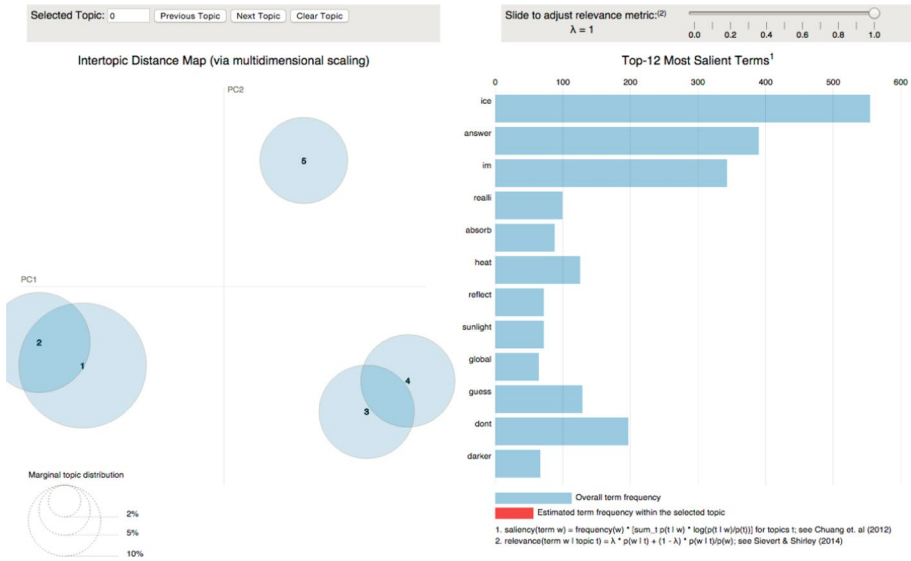 Selected Topic: 0 Previous Topic Next Topic Clear Topic
Slide to adjust relevance metric:(2)
λ = 1
0.0 0.2 0.4 0.6 0.8 1.0
Intertopic Distance Map (via multidimensional scaling)
PC2
PC1
5
2
1
4
3
Marginal topic distribution
2%
5%
10%
Top-12 Most Salient Terms1
0 100 200 300 400 500 600
ice
answer
im
realli
absorb
heat
reflect
sunlight
global
guess
dont
darker
Overall term frequency
Estimated term frequency within the selected topic
1. saliency(term w) = frequency(w) * [sum_t p(t | w) * log(p(t | w)/p(t))] for topics t; see Chuang et. al (2012)
2. relevance(term w | topic t) = λ * p(w | t) + (1 - λ) * p(w | t)/p(w); see Sievert & Shirley (2014)